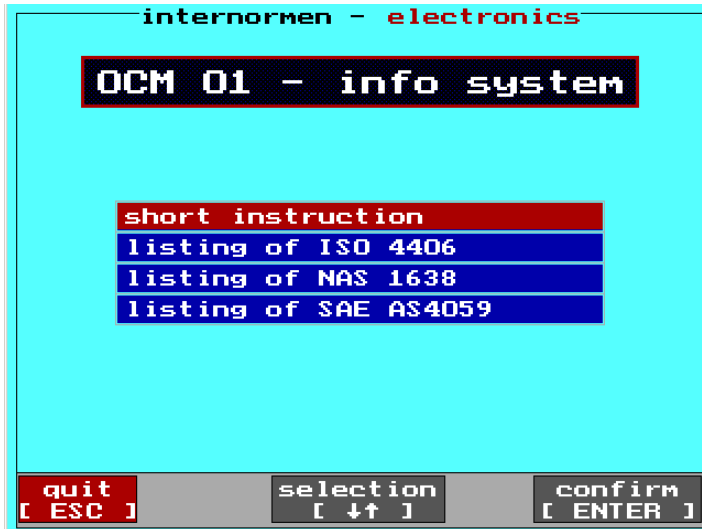 internormen - electronics
OCM 01 - info system
short instruction
listing of ISO 4406
listing of NAS 1638
listing of SAE AS4059
quit selection confirm
[ ESC ] [ ↓↑ ] [ ENTER ]